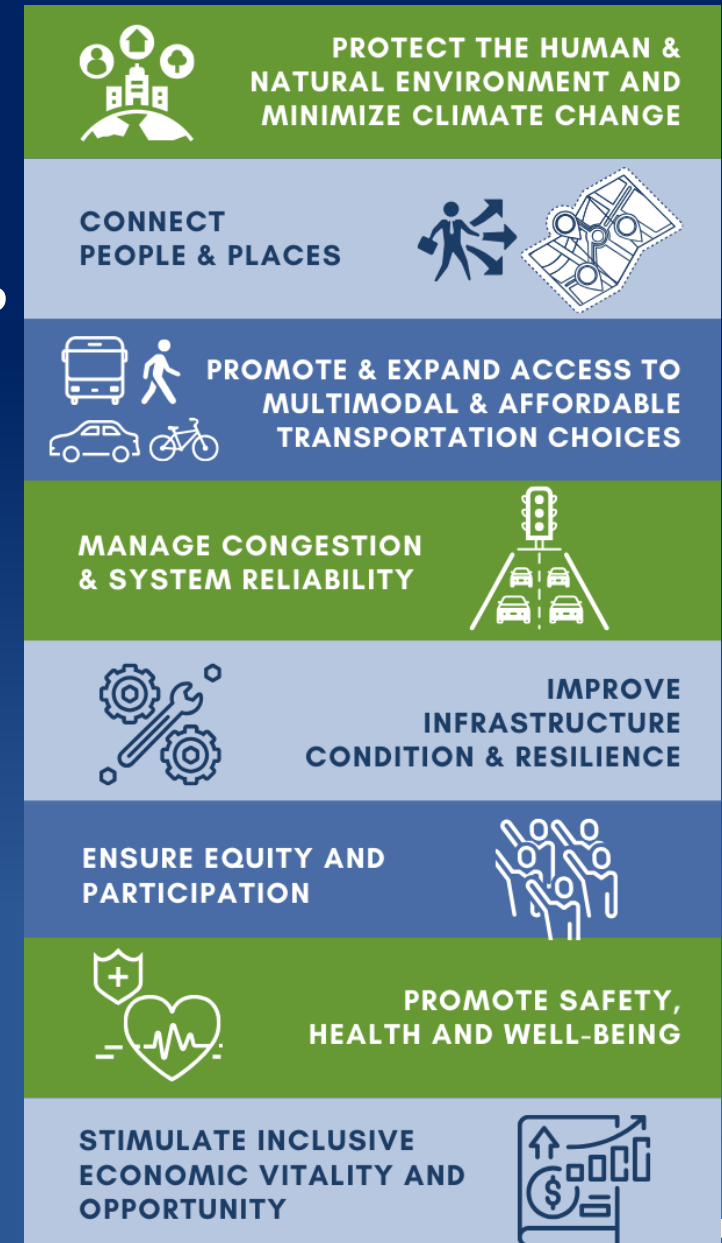 PROTECT THE HUMAN &
NATURAL ENVIRONMENT AND
MINIMIZE CLIMATE CHANGE
CONNECT
PEOPLE & PLACES
PROMOTE & EXPAND ACCESS TO
MULTIMODAL & AFFORDABLE
TRANSPORTATION CHOICES
MANAGE CONGESTION
& SYSTEM RELIABILITY
IMPROVE
INFRASTRUCTURE
CONDITION & RESILIENCE
ENSURE EQUITY AND
PARTICIPATION
PROMOTE SAFETY,
HEALTH AND WELL-BEING
STIMULATE INCLUSIVE
ECONOMIC VITALITY AND
OPPORTUNITY
$